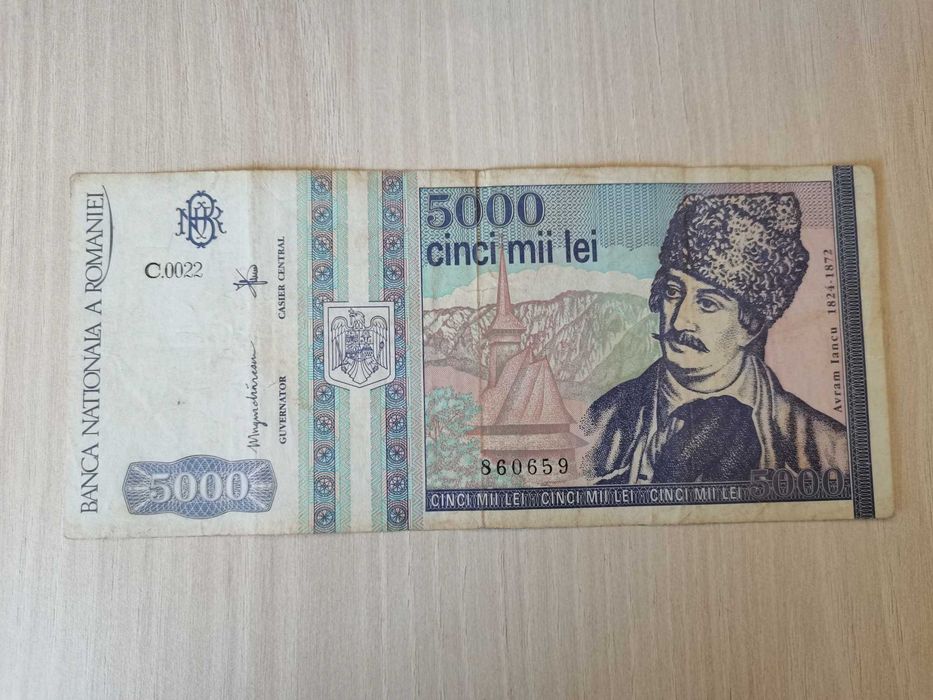 BANCA NATIONALA A ROMANIEI
BNR
C.0022
CASIER CENTRAL
GUVERNATOR
5000
5000
cinci mii lei
860659
CINCI MII LEI CINCI MII LEI CINCI MII LEI
5000
Avram Iancu 1824-1872